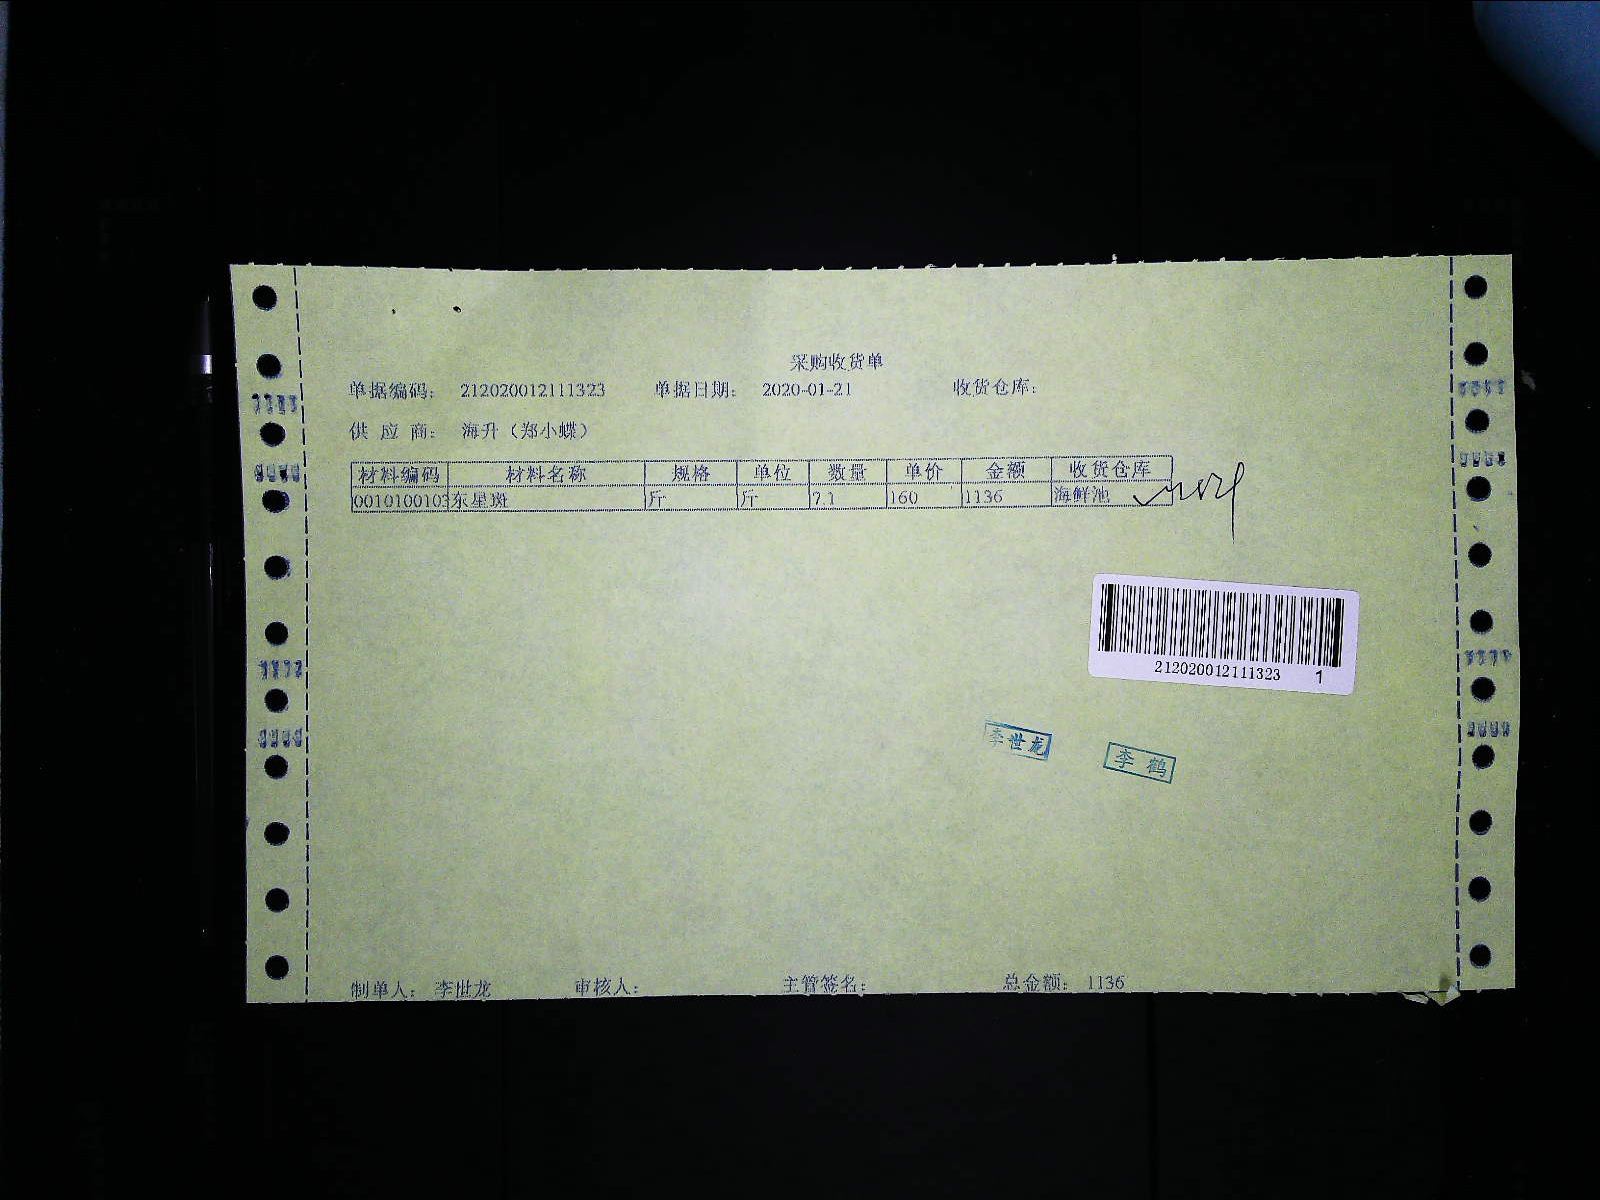 采购收货单
单据编码： 212020012111323 单据日期： 2020-01-21 收货仓库：
供 应 商： 海升（郑小蝶）
材料编码 材料名称 规格 单位 数量 单价 金额 收货仓库
0010100103 东星斑 斤 斤 7.1 160 1136 海鲜池
212020012111323 1
李世龙 李鹤
制单人： 李世龙 审核人： 主管签名： 总金额： 1136